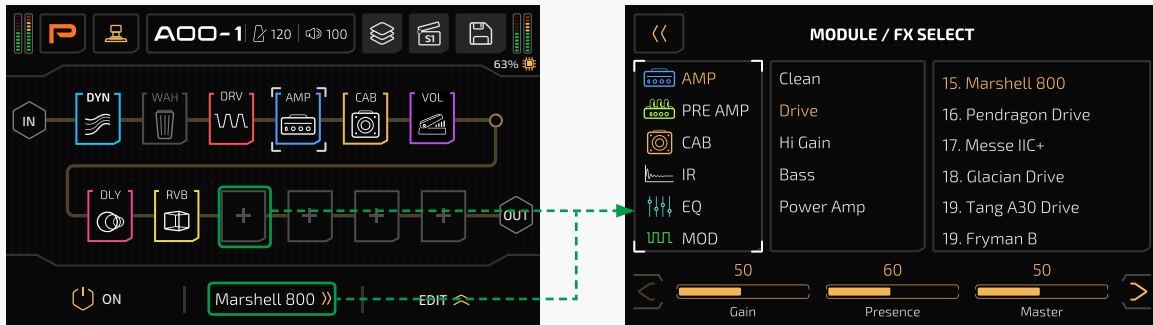 A00-1 120 100 S1
63%
IN
DYN WAH DRV AMP CAB VOL
DLY RVB
OUT
ON
Marshell 800
EDIT
MODULE / FX SELECT
AMP
PRE AMP
CAB
IR
EQ
MOD
Clean
Drive
Hi Gain
Bass
Power Amp
15. Marshell 800
16. Pendragon Drive
17. Messe IIC+
18. Glacian Drive
19. Tang A30 Drive
19. Fryman B
50 60 50
Gain Presence Master